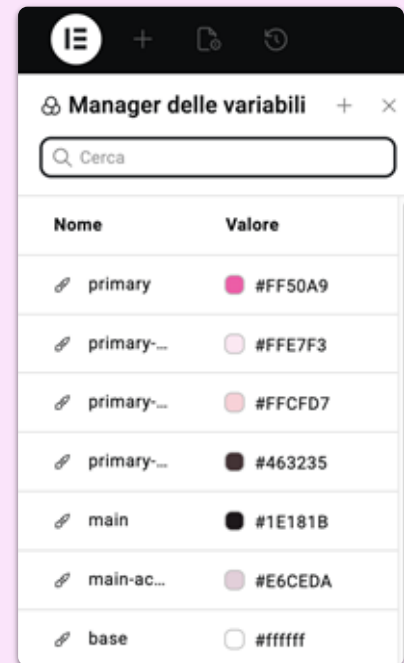 Manager delle variabili
Cerca
Nome Valore
primary #FF50A9
primary-... #FFE7F3
primary-... #FFCFD7
primary-... #463235
main #1E181B
main-ac... #E6CEDA
base #ffffff